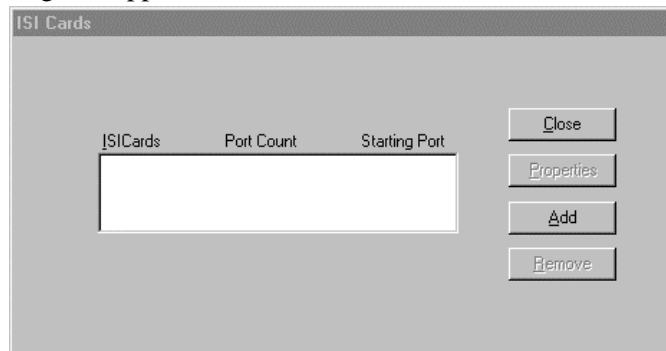 ISI Cards
ISICards Port Count Starting Port
Close
Properties
Add
Remove